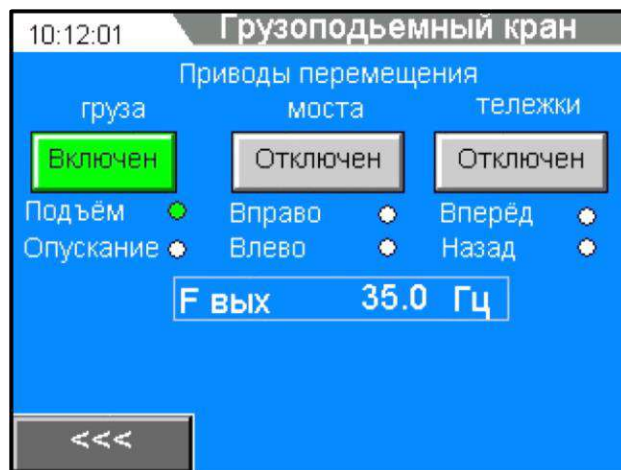 10:12:01 Грузоподьемный кран
Приводы перемещения
груза моста тележки
Включен Отключен Отключен
Подъём Вправо Вперёд
Опускание Влево Назад
F вых 35.0 Гц
<<<